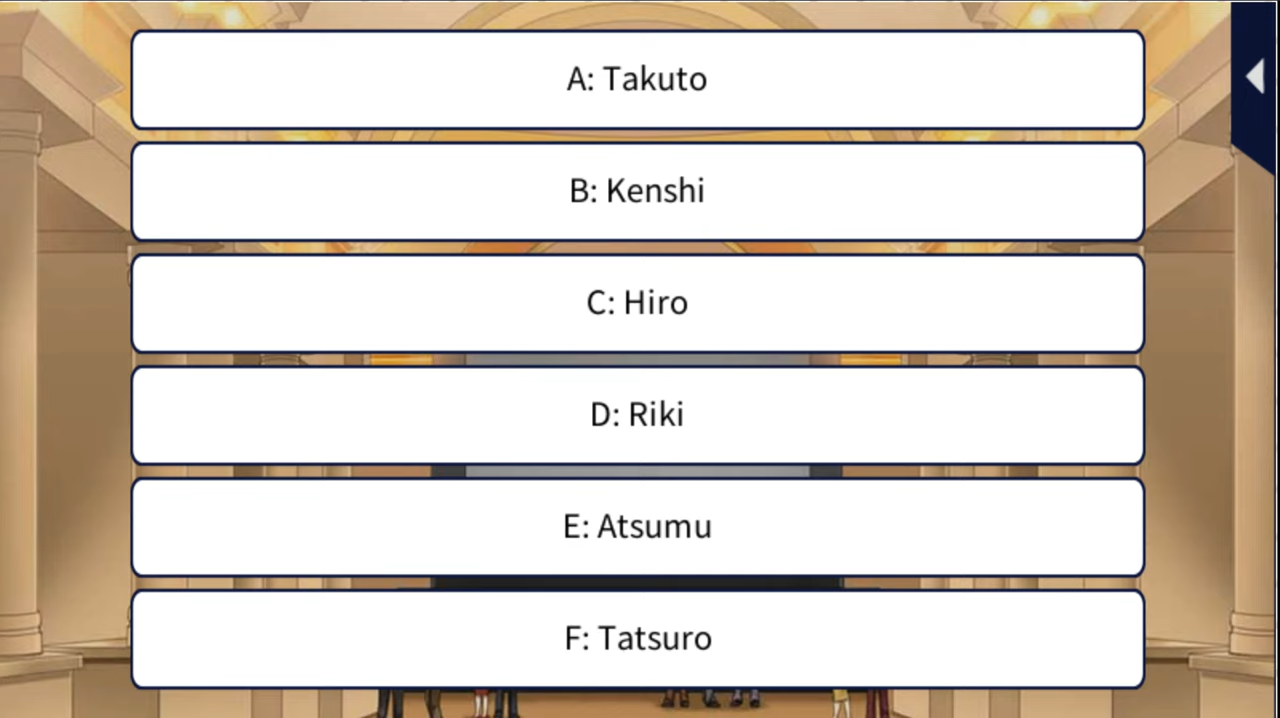 A: Takuto
B: Kenshi
C: Hiro
D: Riki
E: Atsumu
F: Tatsuro